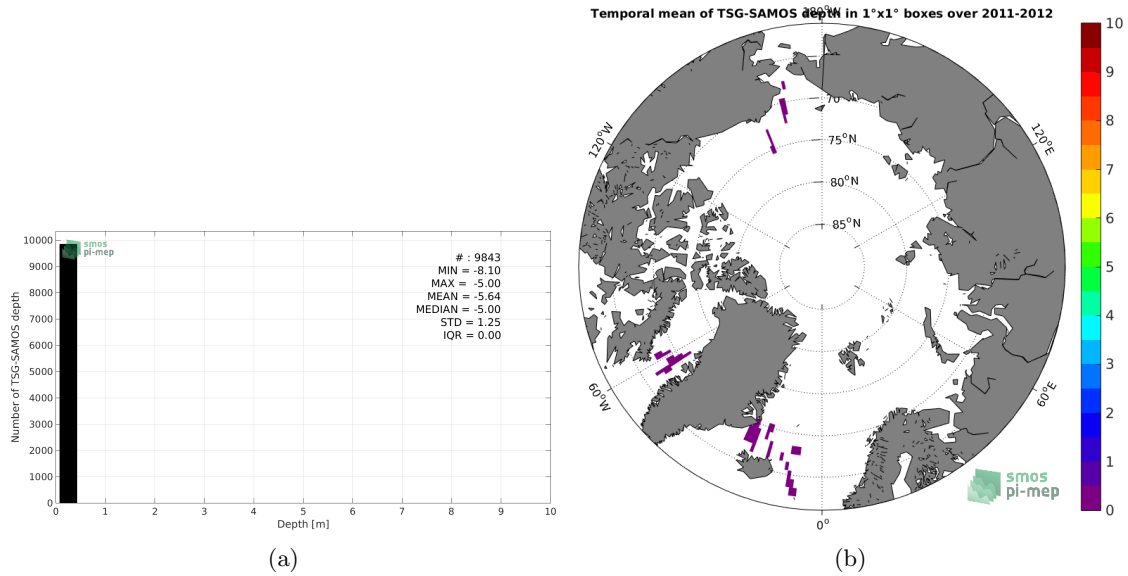 Temporal mean of TSG-SAMOS depth in 1°x1° boxes over 2011-2012
180°W
70
75°N
80°N
85°N
120°W
120°E
60°W
60°E
0°
smos
pi-mep
10
9
8
7
6
5
4
3
2
1
0
Number of TSG-SAMOS depth
10000
9000
8000
7000
6000
5000
4000
3000
2000
1000
0
smos
pi-mep
# : 9843
MIN = -8.10
MAX = -5.00
MEAN = -5.64
MEDIAN = -5.00
STD = 1.25
IQR = 0.00
0 1 2 3 4 5 6 7 8 9 10
Depth [m]
(a)
(b)